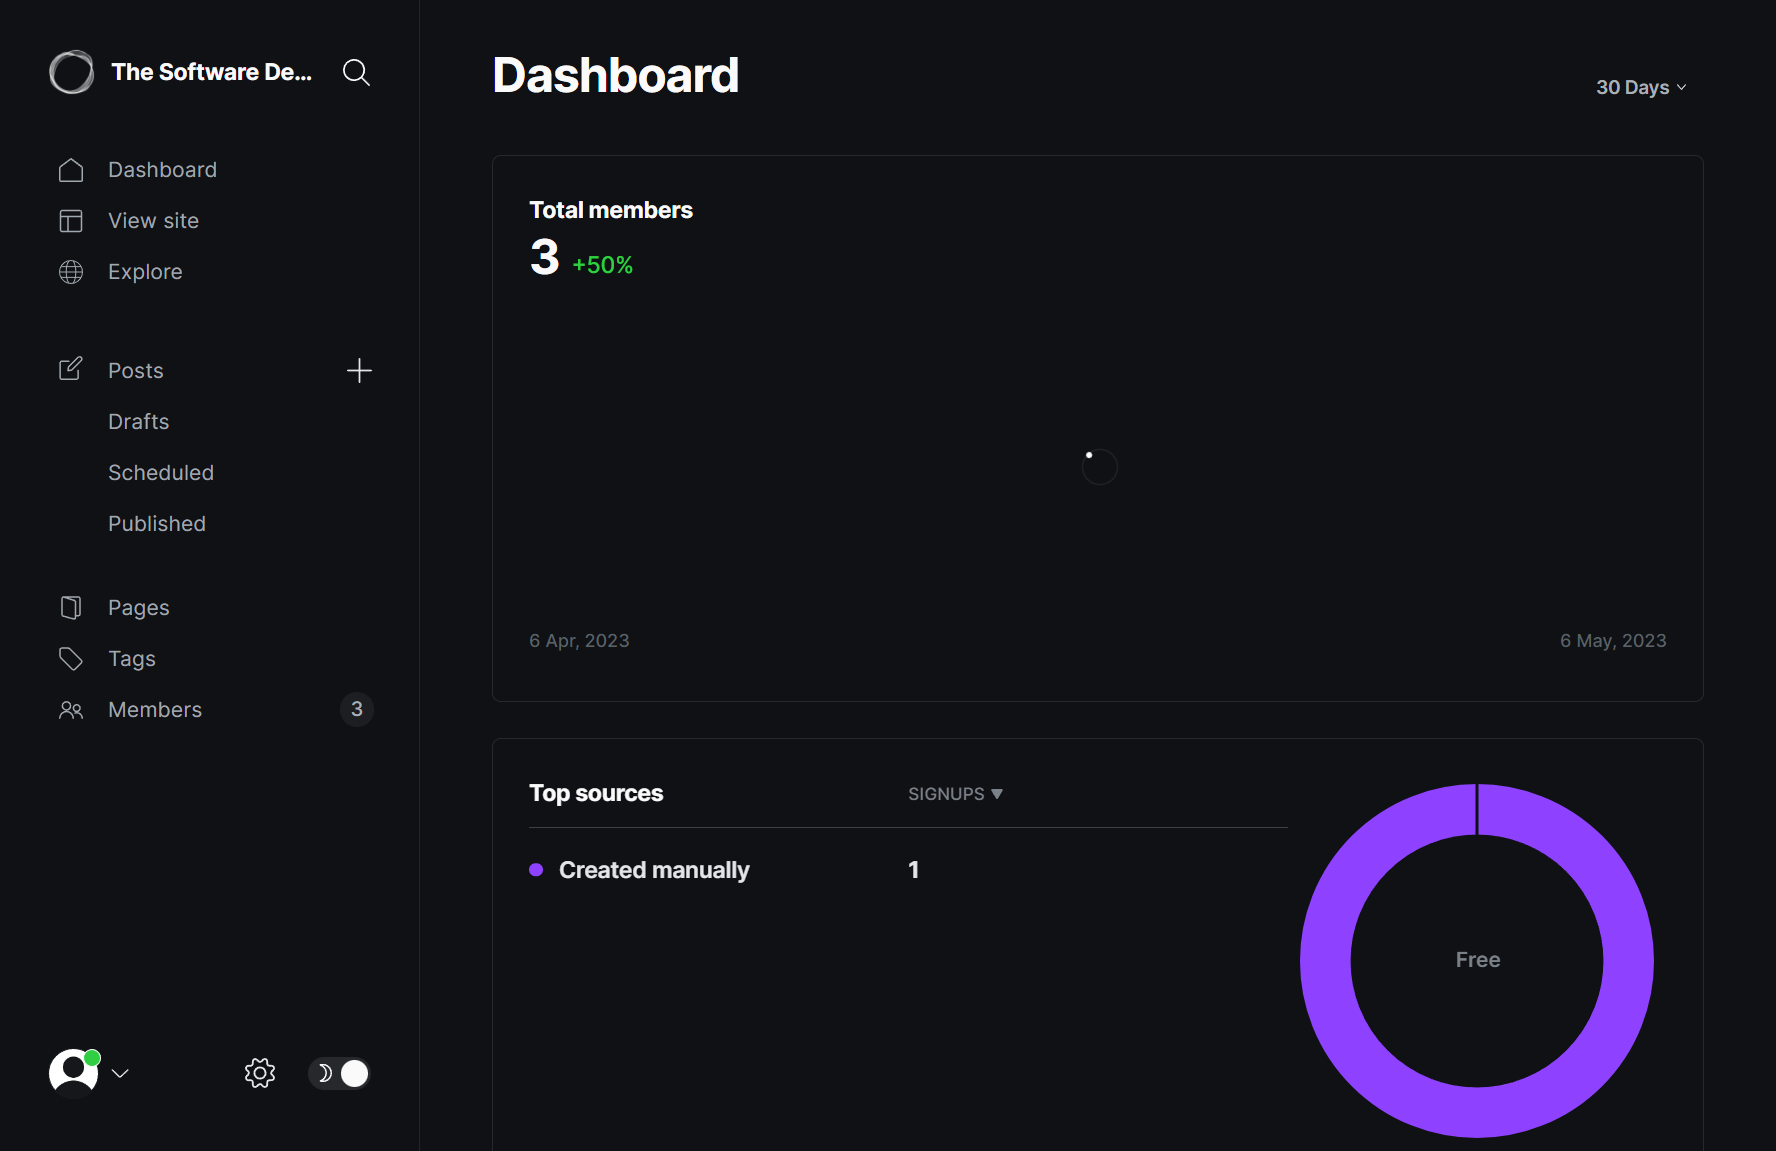 The Software De...
Dashboard
View site
Explore
Posts
Drafts
Scheduled
Published
Pages
Tags
Members
3
Dashboard
30 Days
Total members
3 +50%
6 Apr, 2023
6 May, 2023
Top sources
SIGNUPS
Created manually
1
Free